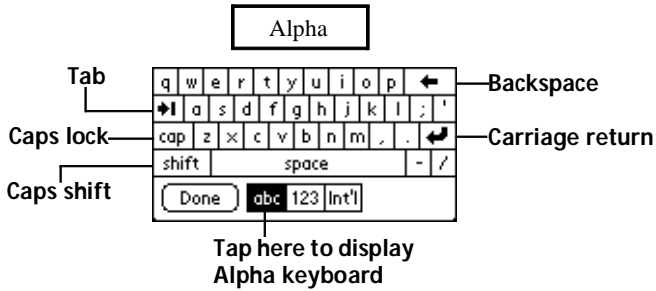 Alpha
Tab
q w e r t y u i o p
Backspace
a s d f g h j k l ; '
Caps lock
cap z x c v b n m , .
Carriage return
shift space - /
Caps shift
Done abc 123 Int'l
Tap here to display
Alpha keyboard